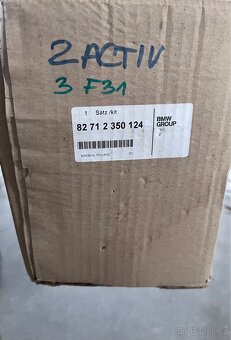 2 ACTIV
3 F31
1 Satz /kit
82 71 2 350 124
BMW
GROUP
MADE IN POLAND